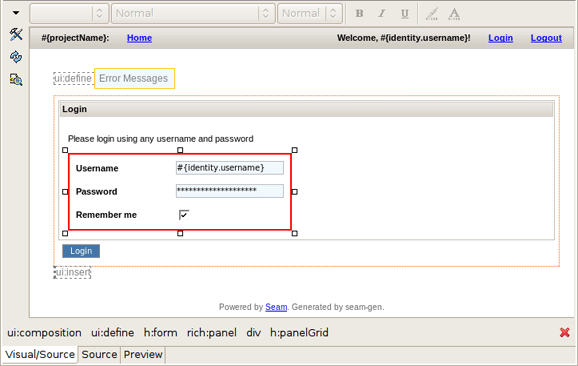 Normal Normal B I U A
#{projectName}: Home Welcome, #{identity.username}! Login Logout
ui:define Error Messages
Login
Please login using any username and password
Username #{identity.username}
Password ********************
Remember me
Login
ui:insert
Powered by Seam. Generated by seam-gen.
ui:composition ui:define h:form rich:panel div h:panelGrid
Visual/Source Source Preview